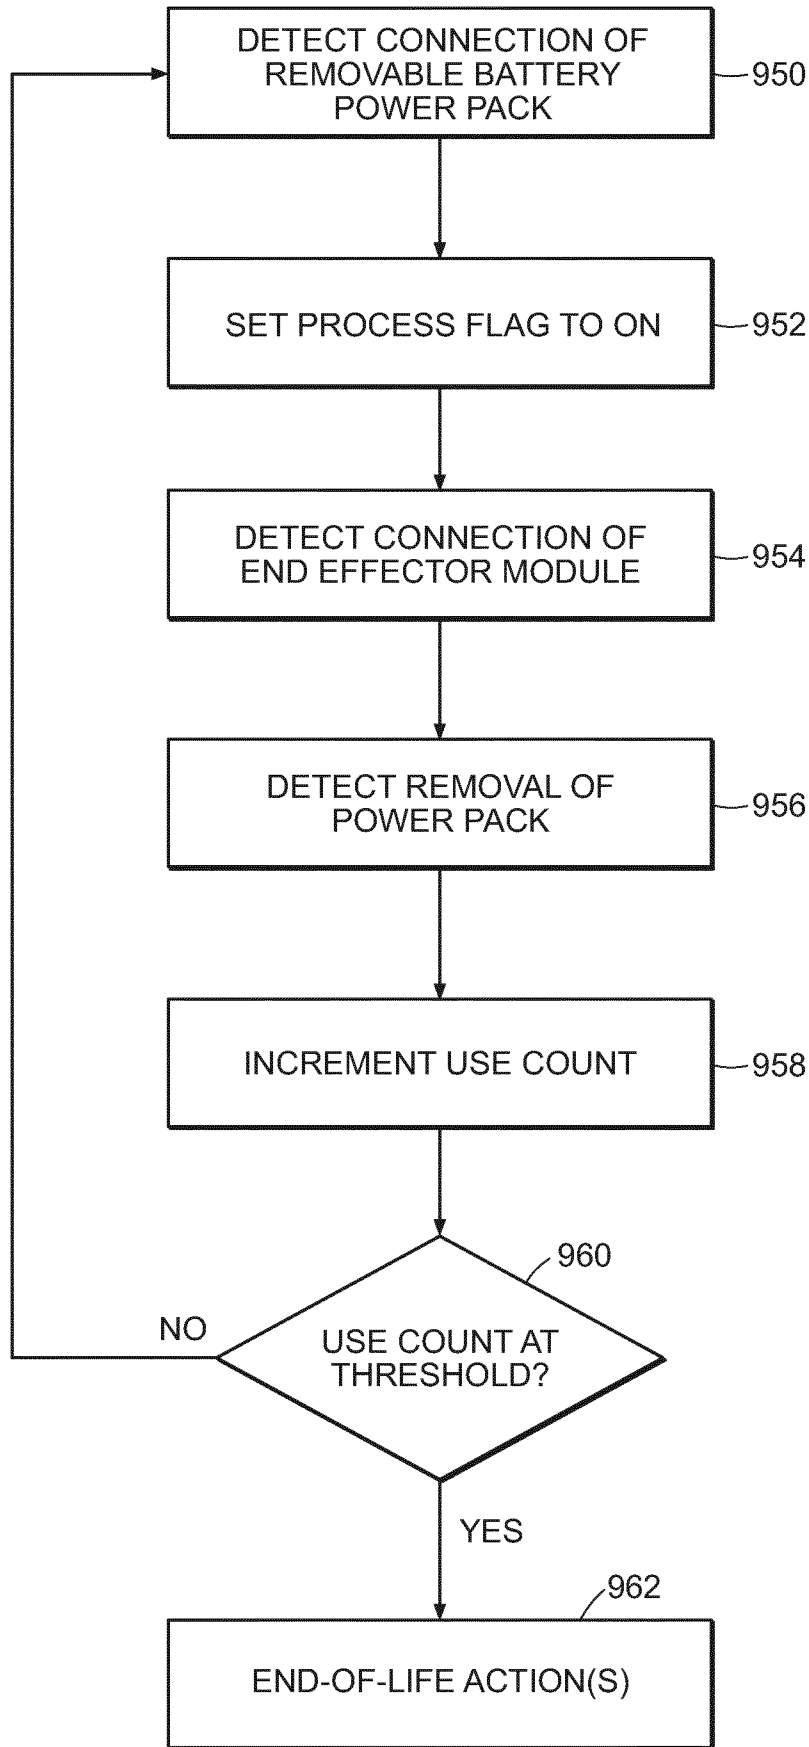 DETECT CONNECTION OF
REMOVABLE BATTERY
POWER PACK
950
SET PROCESS FLAG TO ON
952
DETECT CONNECTION OF
END EFFECTOR MODULE
954
DETECT REMOVAL OF
POWER PACK
956
INCREMENT USE COUNT
958
960
NO
USE COUNT AT
THRESHOLD?
YES
962
END-OF-LIFE ACTION(S)